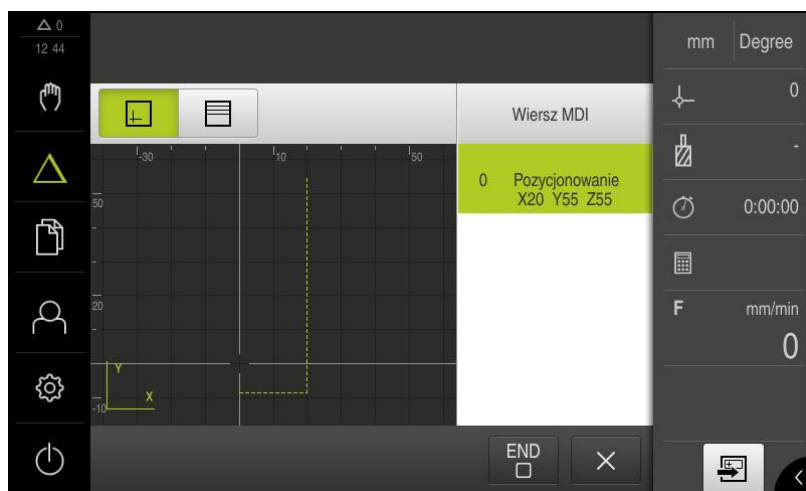 0
12 44
mm Degree
0
-
0:00:00
F mm/min
0
Wiersz MDI
0 Pozycjonowanie
X20 Y55 Z55
-30 10 50
50
20
-10
Y
X
END